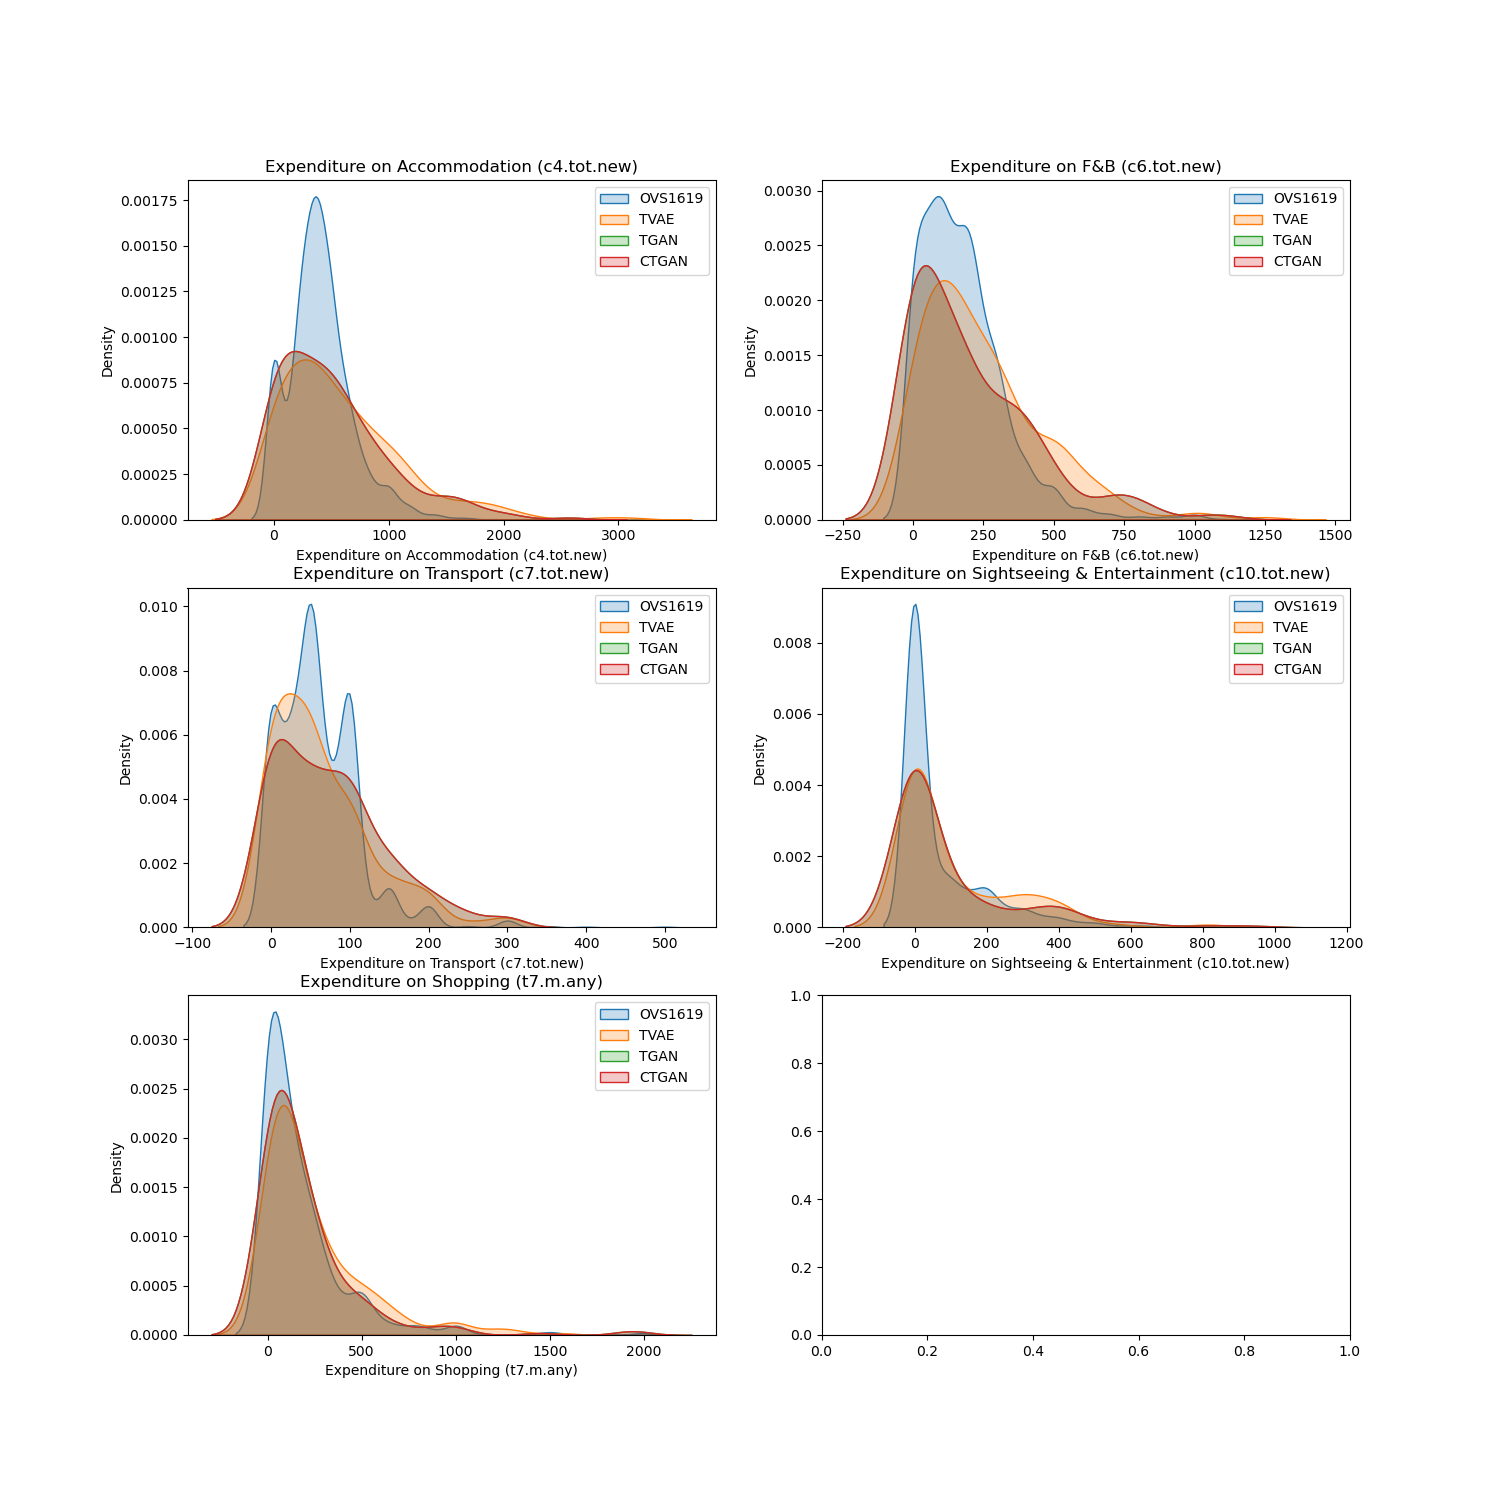 Expenditure on Accommodation (c4.tot.new)
OVS1619
TVAE
TGAN
CTGAN
0.00175
0.00150
0.00125
0.00100
0.00075
0.00050
0.00025
0.00000
Density
0 1000 2000 3000
Expenditure on Accommodation (c4.tot.new)
Expenditure on F&B (c6.tot.new)
OVS1619
TVAE
TGAN
CTGAN
0.0030
0.0025
0.0020
0.0015
0.0010
0.0005
0.0000
Density
−250 0 250 500 750 1000 1250 1500
Expenditure on F&B (c6.tot.new)
Expenditure on Transport (c7.tot.new)
OVS1619
TVAE
TGAN
CTGAN
0.010
0.008
0.006
0.004
0.002
0.000
Density
−100 0 100 200 300 400 500
Expenditure on Transport (c7.tot.new)
Expenditure on Sightseeing & Entertainment (c10.tot.new)
OVS1619
TVAE
TGAN
CTGAN
0.008
0.006
0.004
0.002
0.000
Density
−200 0 200 400 600 800 1000 1200
Expenditure on Sightseeing & Entertainment (c10.tot.new)
Expenditure on Shopping (t7.m.any)
OVS1619
TVAE
TGAN
CTGAN
0.0030
0.0025
0.0020
0.0015
0.0010
0.0005
0.0000
Density
0 500 1000 1500 2000
Expenditure on Shopping (t7.m.any)
1.0
0.8
0.6
0.4
0.2
0.0
0.0 0.2 0.4 0.6 0.8 1.0